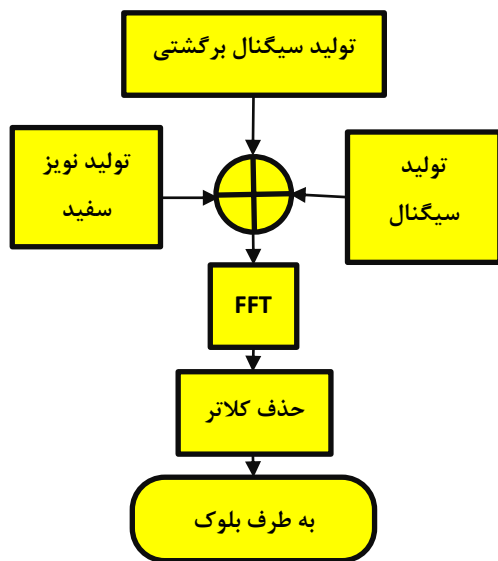 تولید سیگنال برگشتی
تولید نویز
سفید
تولید
سیگنال
FFT
حذف کلاتر
به طرف بلوک